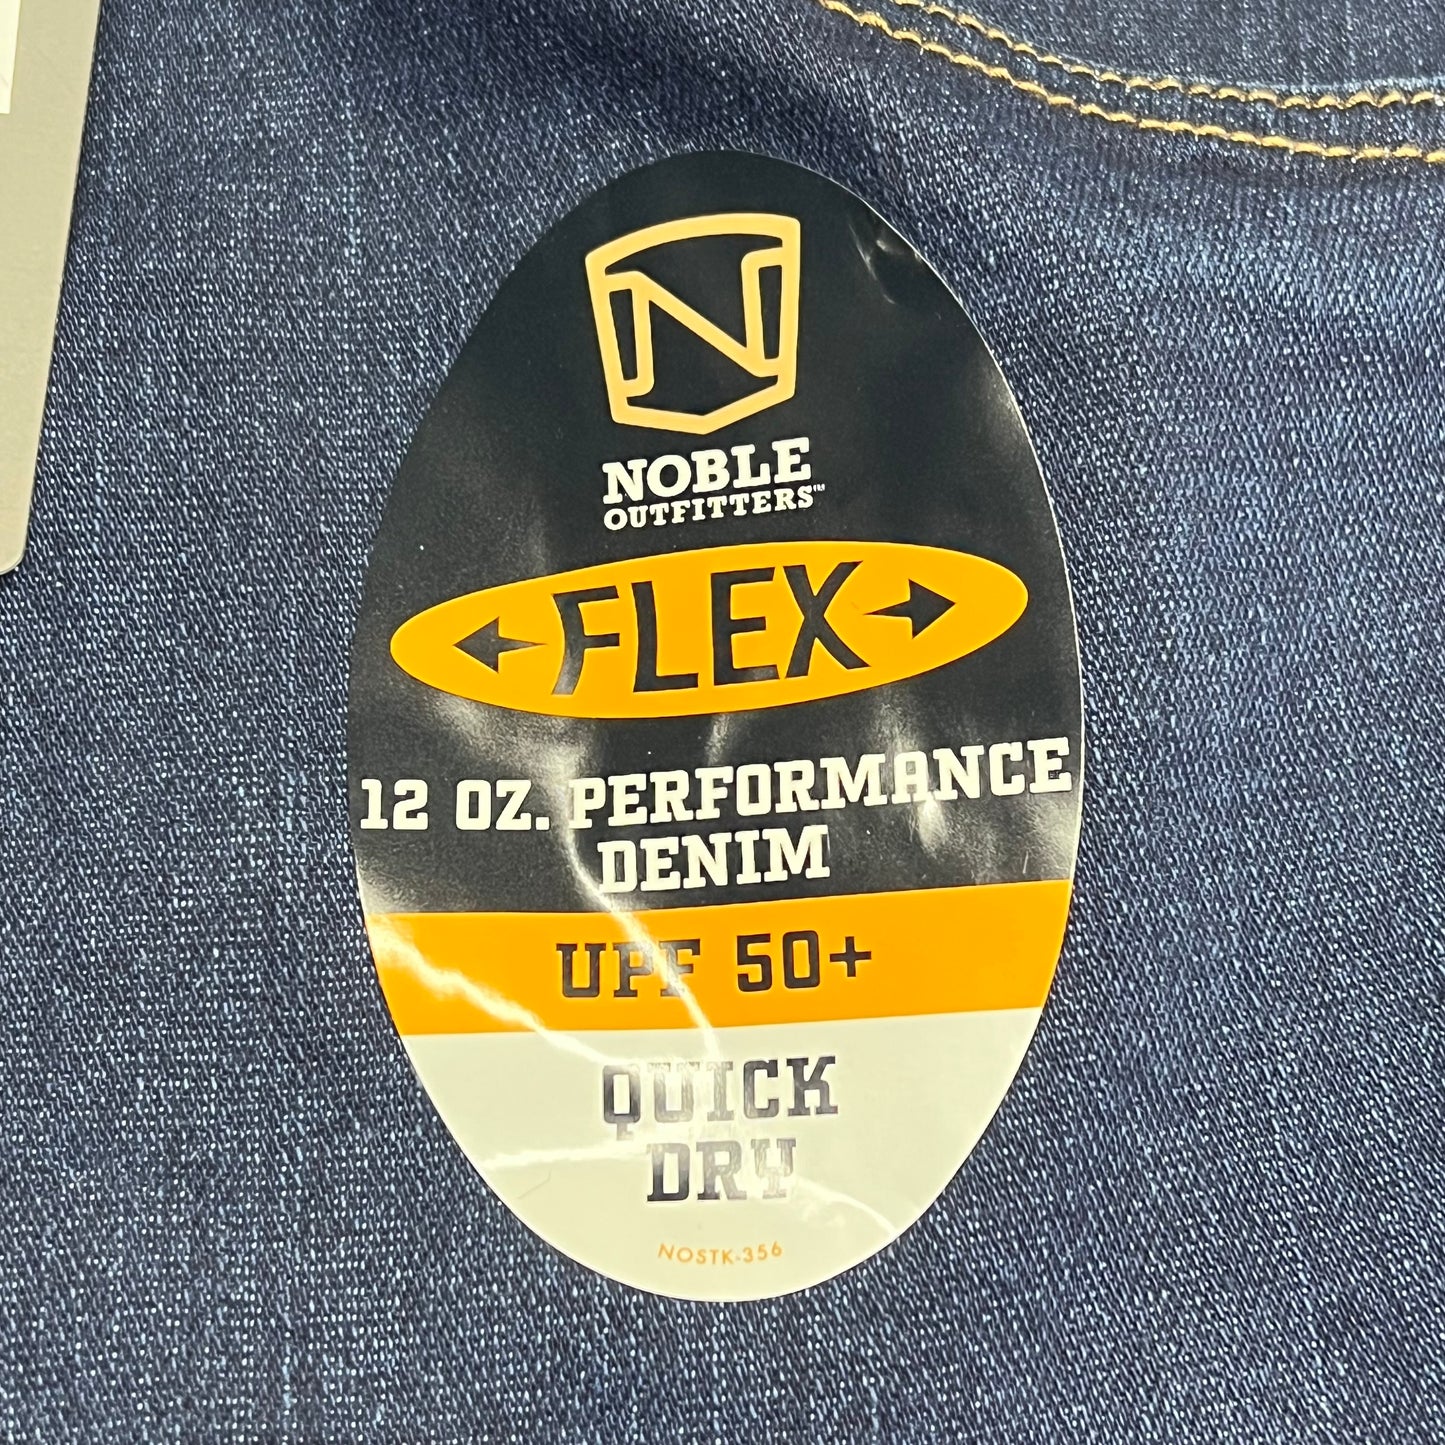 N
NOBLE
OUTFITTERS™
FLEX
12 OZ. PERFORMANCE
DENIM
UPF 50+
QUICK
DRY
NOSTK-356